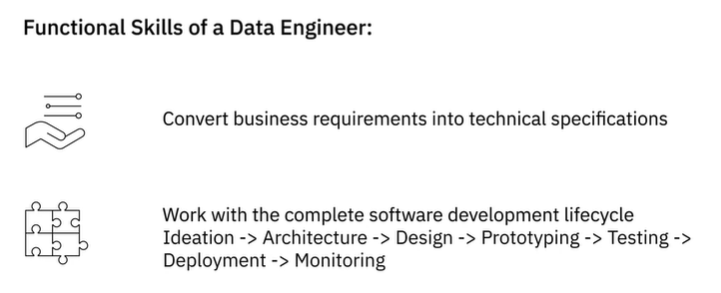 Functional Skills of a Data Engineer:
Convert business requirements into technical specifications
Work with the complete software development lifecycle
Ideation -> Architecture -> Design -> Prototyping -> Testing ->
Deployment -> Monitoring